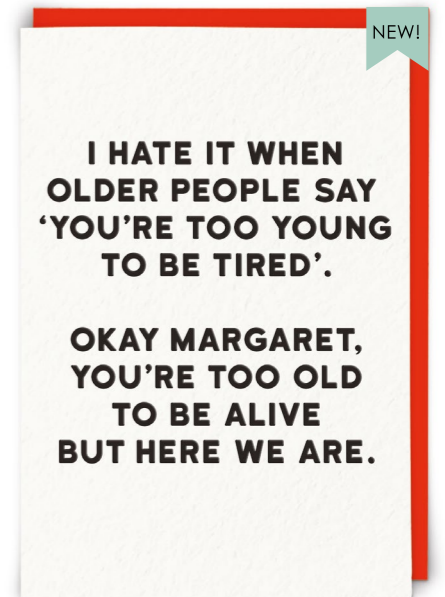 NEW!
I HATE IT WHEN
OLDER PEOPLE SAY
‘YOU’RE TOO YOUNG
TO BE TIRED’.
OKAY MARGARET,
YOU’RE TOO OLD
TO BE ALIVE
BUT HERE WE ARE.